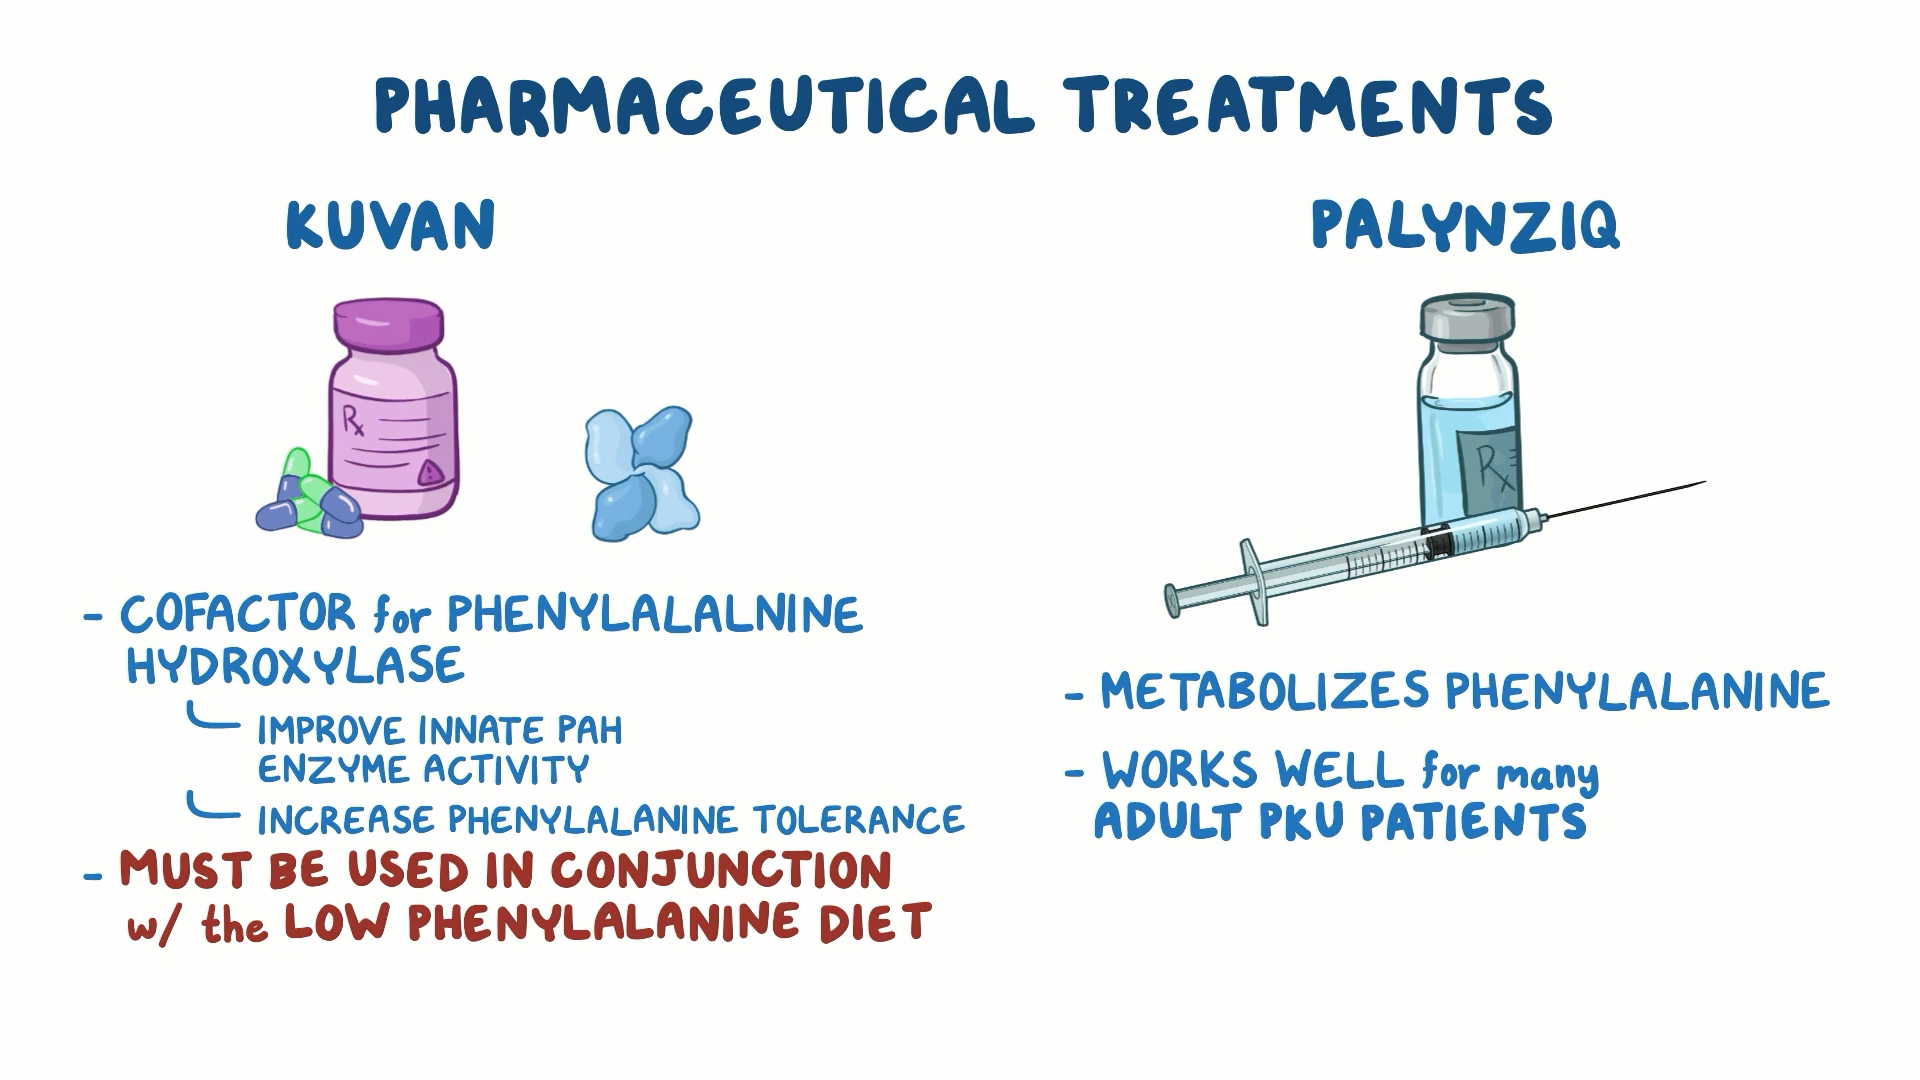 PHARMACEUTICAL TREATMENTS
KUVAN
Rx
- COFACTOR for PHENYLALALNINE
HYDROXYLASE
IMPROVE INNATE PAH
ENZYME ACTIVITY
INCREASE PHENYLALANINE TOLERANCE
- MUST BE USED IN CONJUNCTION
w/ the LOW PHENYLALANINE DIET
PALYNZIQ
Rx
- METABOLIZES PHENYLALANINE
- WORKS WELL for many
ADULT PKU PATIENTS